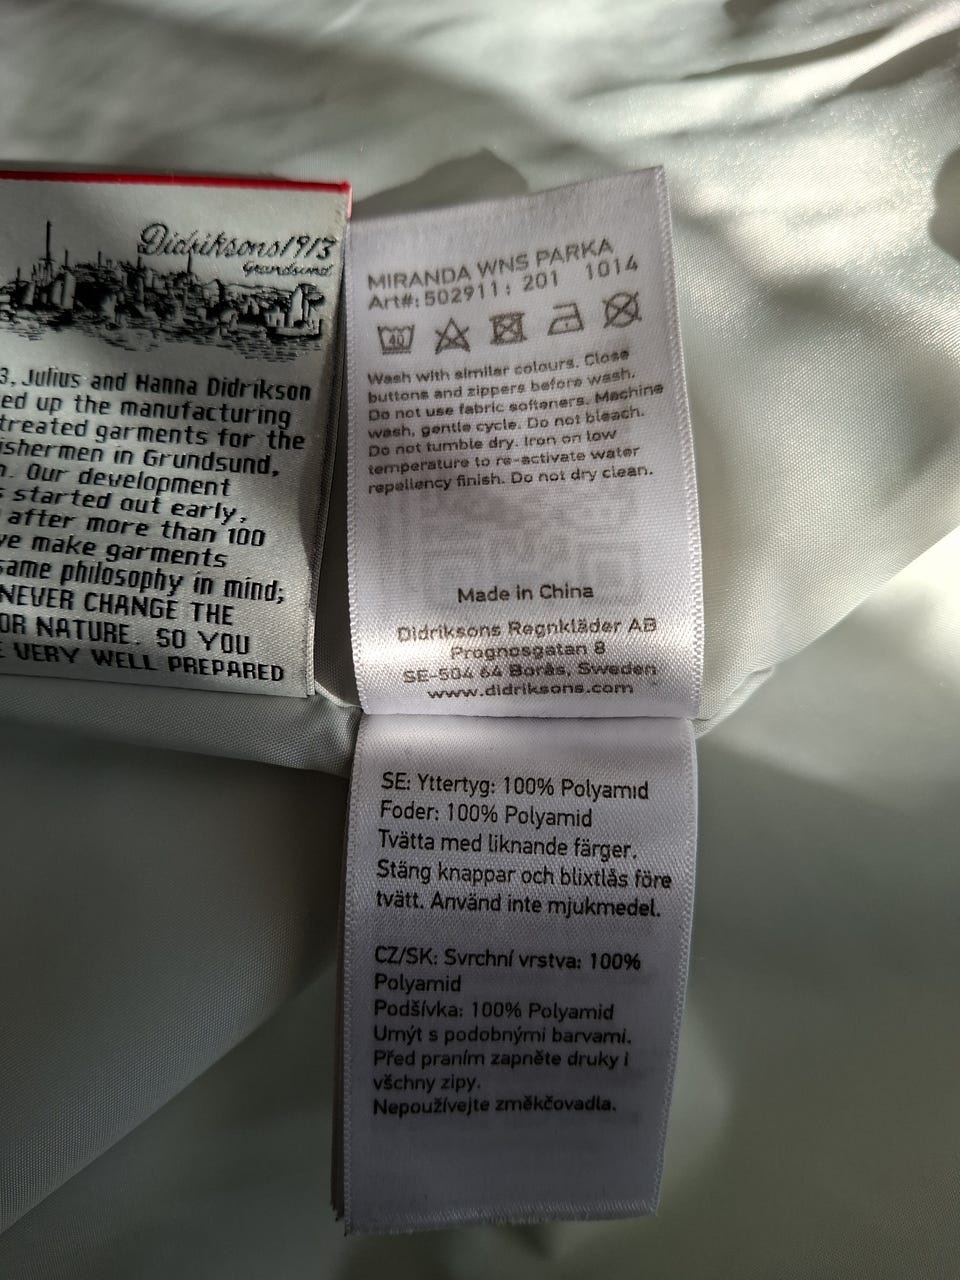 Didriksons1913
Grundsund
3, Julius and Hanna Didrikson
ed up the manufacturing
treated garments for the
ishermen in Grundsund,
n. Our development
s started out early,
after more than 100
ve make garments
same philosophy in mind;
NEVER CHANGE THE
OR NATURE. SO YOU
E VERY WELL PREPARED
MIRANDA WNS PARKA
Art#: 502911: 201 1014
40
Wash with similar colours. Close
buttons and zippers before wash.
Do not use fabric softeners. Machine
wash, gentle cycle. Do not bleach.
Do not tumble dry. Iron on low
temperature to re-activate water
repellency finish. Do not dry clean.
Made in China
Didriksons Regnkläder AB
Prognosgatan 8
SE-504 64 Borås, Sweden
www.didriksons.com
SE: Yttertyg: 100% Polyamid
Foder: 100% Polyamid
Tvätta med liknande färger.
Stäng knappar och blixtlås före
tvätt. Använd inte mjukmedel.
CZ/SK: Svrchní vrstva: 100%
Polyamid
Podšívka: 100% Polyamid
Umýt s podobnými barvami.
Před praním zapněte druky i
všchny zipy.
Nepoužívejte změkčovadla.